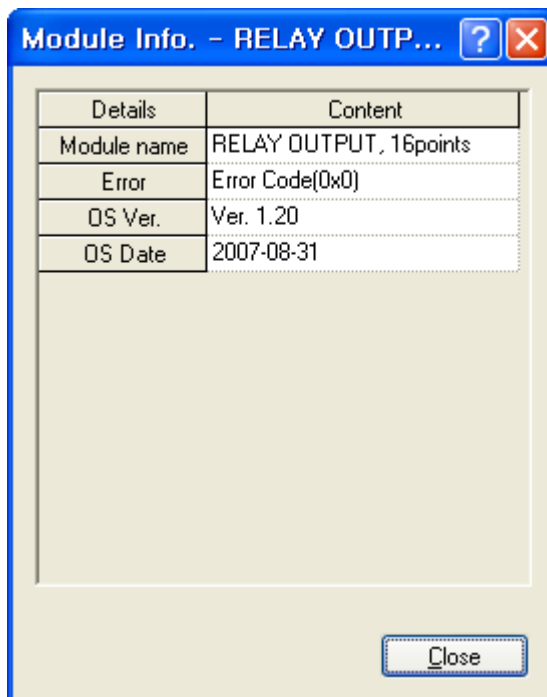 Module Info. - RELAY OUTP...
Details Content
Module name RELAY OUTPUT, 16points
Error Error Code(0x0)
OS Ver. Ver. 1.20
OS Date 2007-08-31
Close